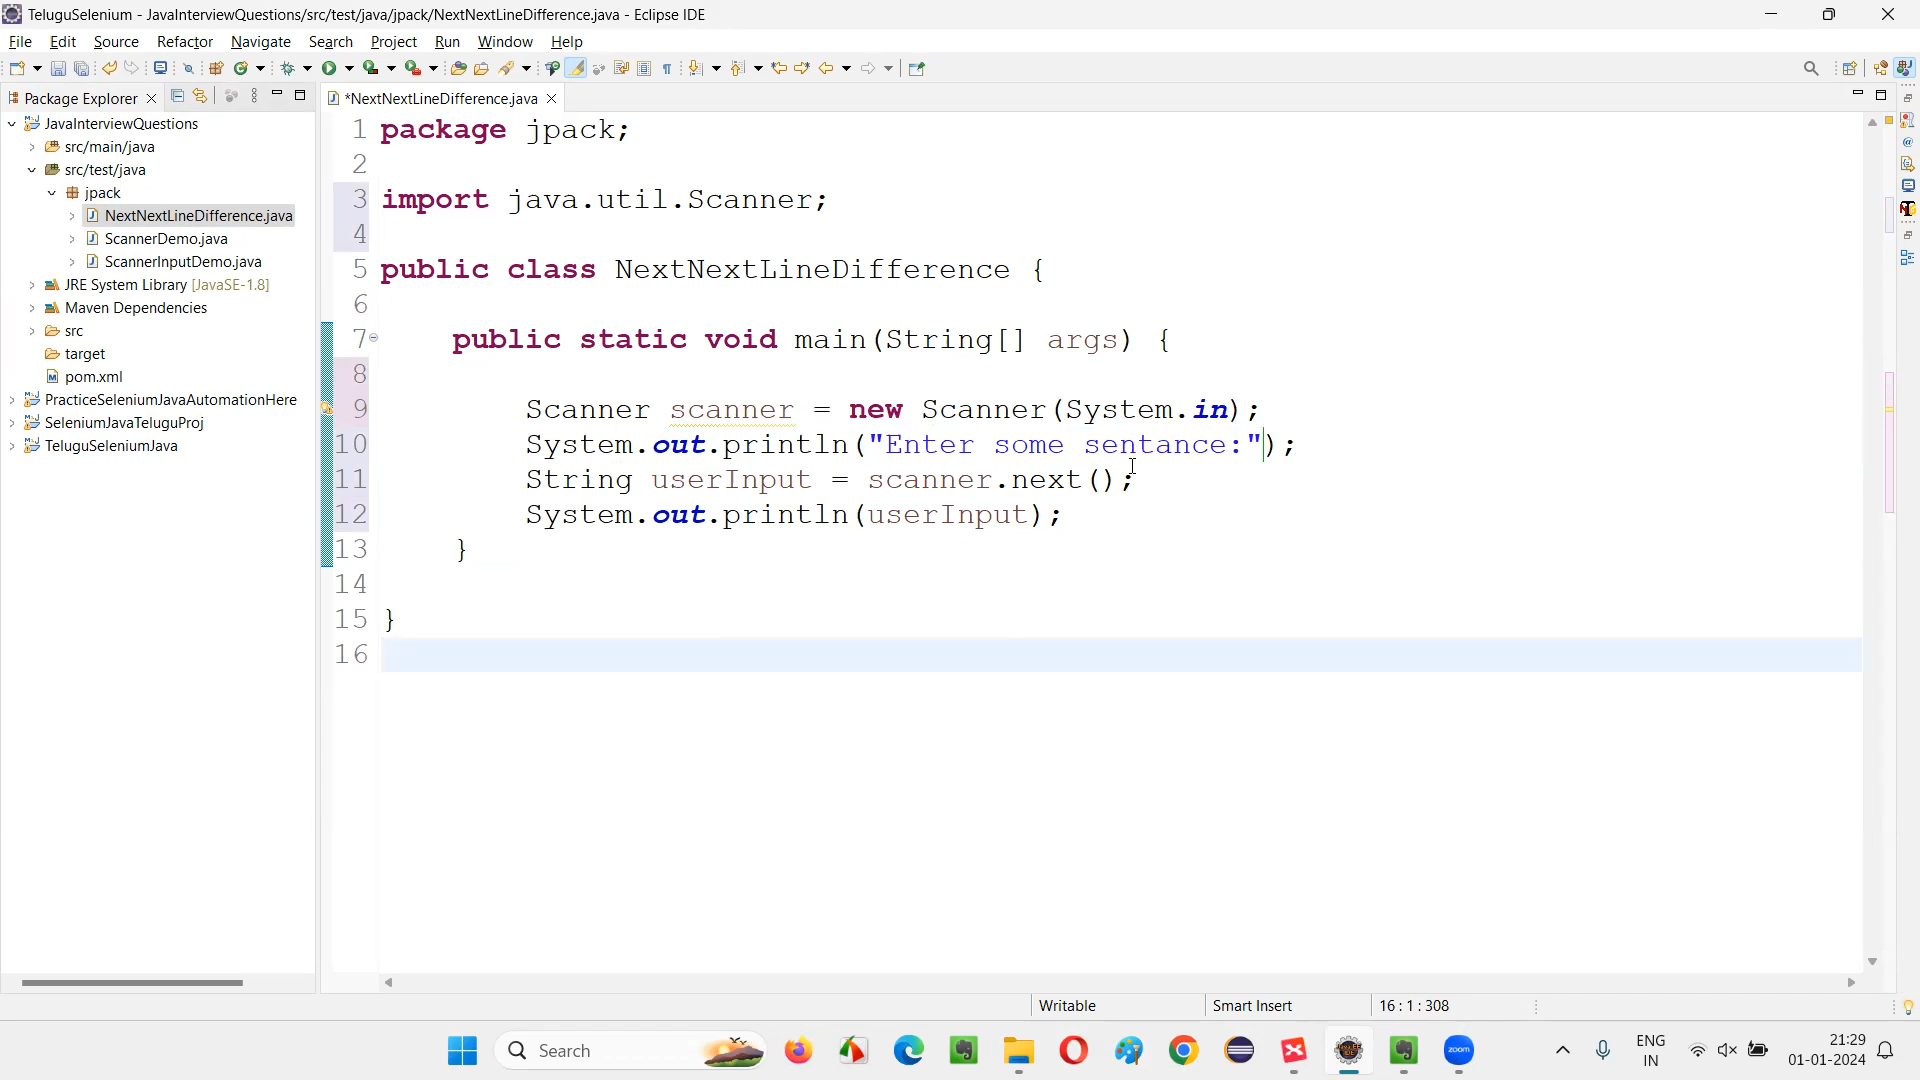 TeluguSelenium - JavaInterviewQuestions/src/test/java/jpack/NextNextLineDifference.java - Eclipse IDE
File Edit Source Refactor Navigate Search Project Run Window Help
Package Explorer
*NextNextLineDifference.java
JavaInterviewQuestions
src/main/java
src/test/java
jpack
NextNextLineDifference.java
ScannerDemo.java
ScannerInputDemo.java
JRE System Library [JavaSE-1.8]
Maven Dependencies
src
target
pom.xml
PracticeSeleniumJavaAutomationHere
SeleniumJavaTeluguProj
TeluguSeleniumJava
1 package jpack;
2
3 import java.util.Scanner;
4
5 public class NextNextLineDifference {
6
7 public static void main(String[] args) {
8
9 Scanner scanner = new Scanner(System.in);
10 System.out.println("Enter some sentance:");
11 String userInput = scanner.next();
12 System.out.println(userInput);
13 }
14
15 }
16
Writable Smart Insert 16 : 1 : 308
Search
zoom
ENG
IN
21:29
01-01-2024